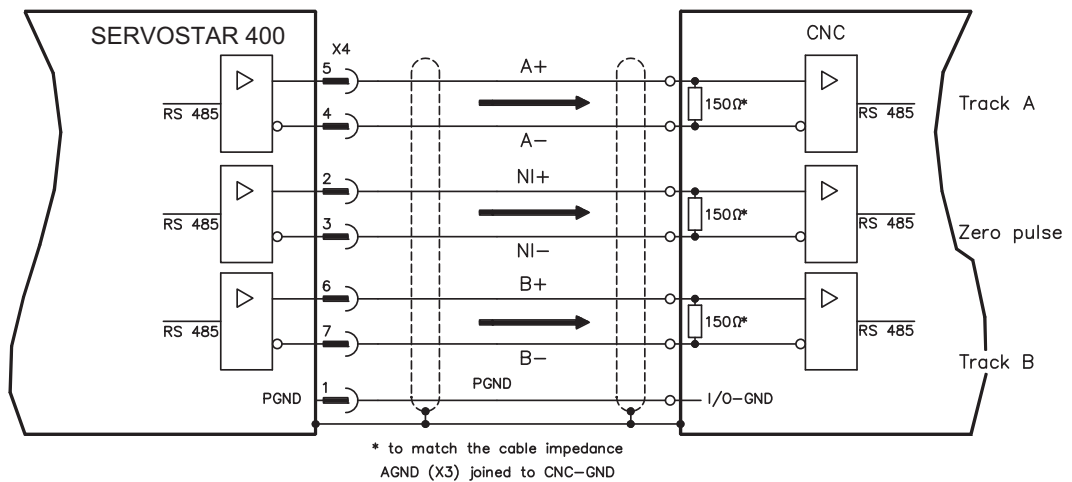 SERVOSTAR 400
X4
CNC
5
A+
RS 485
150Ω*
RS 485
Track A
4
A−
2
NI+
RS 485
150Ω*
RS 485
Zero pulse
3
NI−
6
B+
RS 485
150Ω*
RS 485
Track B
7
B−
PGND
1
PGND
I/O−GND
* to match the cable impedance
AGND (X3) joined to CNC−GND